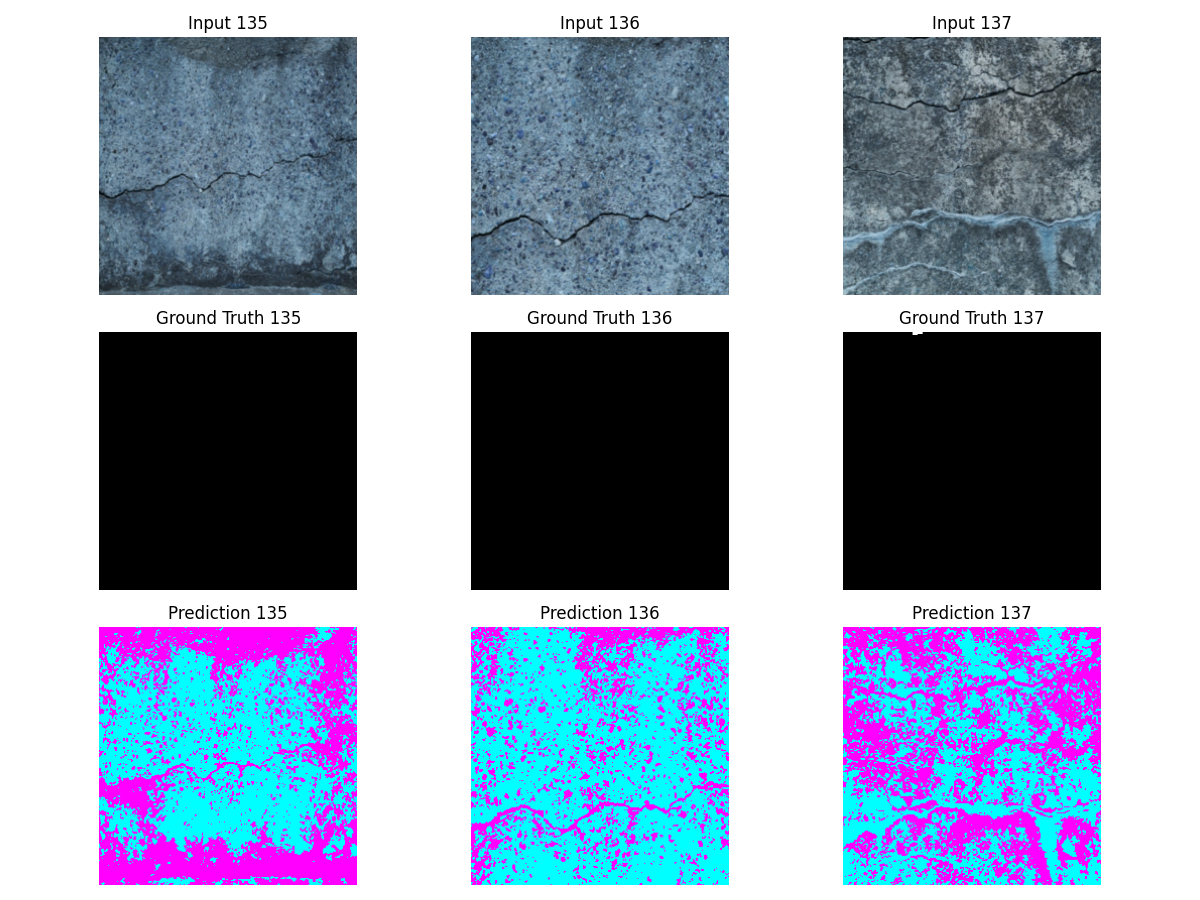 Input 135
Input 136
Input 137
Ground Truth 135
Ground Truth 136
Ground Truth 137
Prediction 135
Prediction 136
Prediction 137